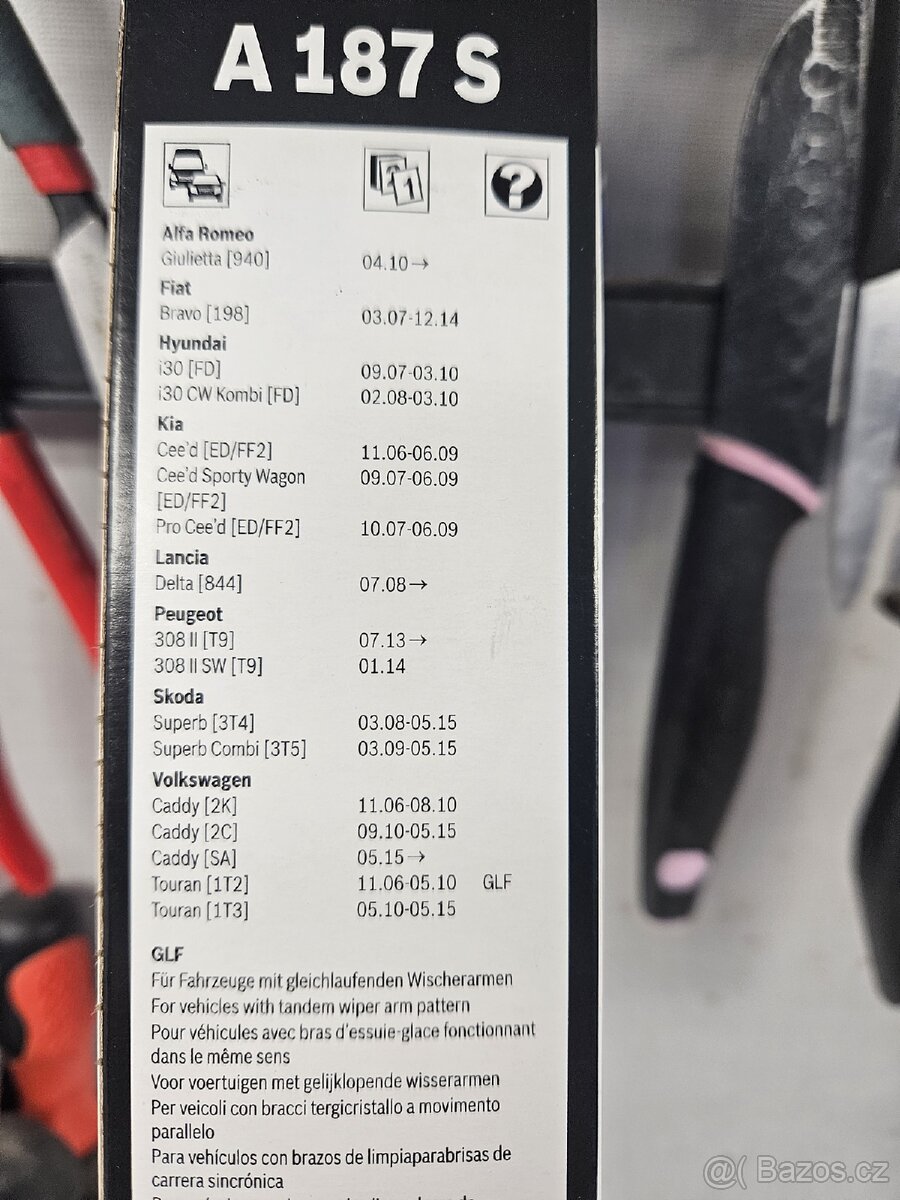 A 187 S
Alfa Romeo
Giulietta [940] 04.10→
Fiat
Bravo [198] 03.07-12.14
Hyundai
i30 [FD] 09.07-03.10
i30 CW Kombi [FD] 02.08-03.10
Kia
Cee'd [ED/FF2] 11.06-06.09
Cee'd Sporty Wagon 09.07-06.09
[ED/FF2]
Pro Cee'd [ED/FF2] 10.07-06.09
Lancia
Delta [844] 07.08→
Peugeot
308 II [T9] 07.13→
308 II SW [T9] 01.14
Skoda
Superb [3T4] 03.08-05.15
Superb Combi [3T5] 03.09-05.15
Volkswagen
Caddy [2K] 11.06-08.10
Caddy [2C] 09.10-05.15
Caddy [SA] 05.15→
Touran [1T2] 11.06-05.10 GLF
Touran [1T3] 05.10-05.15
GLF
Für Fahrzeuge mit gleichlaufenden Wischerarmen
For vehicles with tandem wiper arm pattern
Pour véhicules avec bras d'essuie-glace fonctionnant
dans le même sens
Voor voertuigen met gelijklopende wisserarmen
Per veicoli con bracci tergicristallo a movimento
parallelo
Para vehículos con brazos de limpiaparabrisas de
carrera sincrónica
@( Bazos.cz